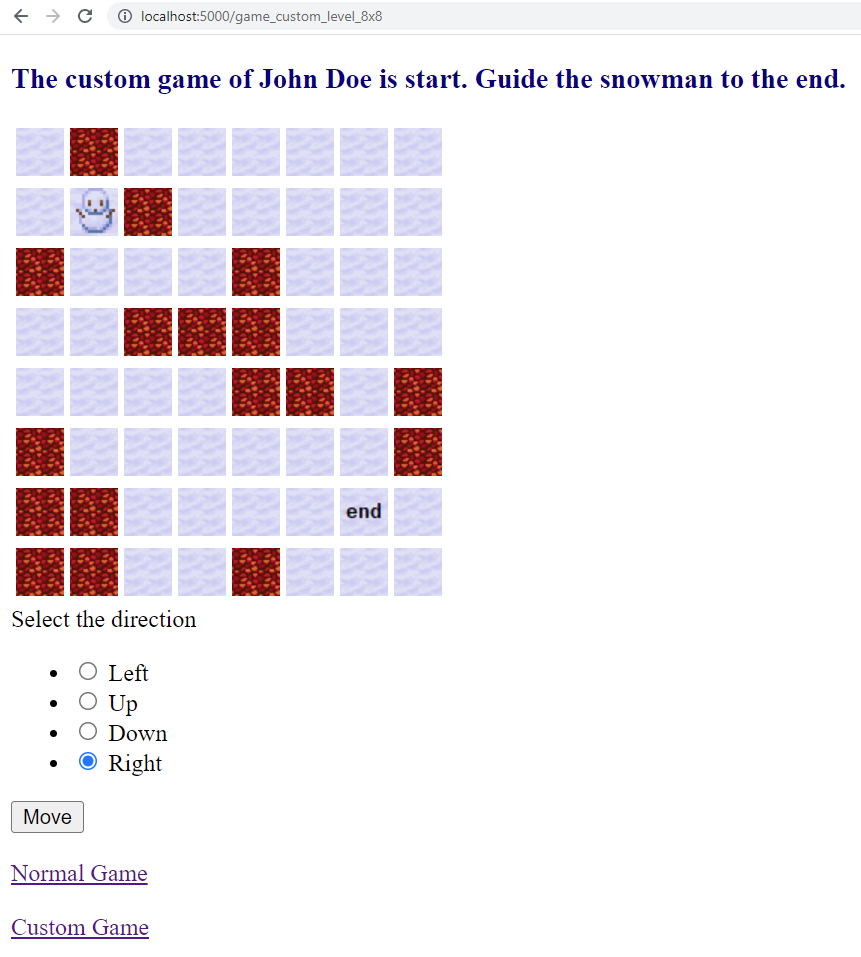 localhost:5000/game_custom_level_8x8
The custom game of John Doe is start. Guide the snowman to the end.
end
Select the direction
Left
Up
Down
Right
Move
Normal Game
Custom Game